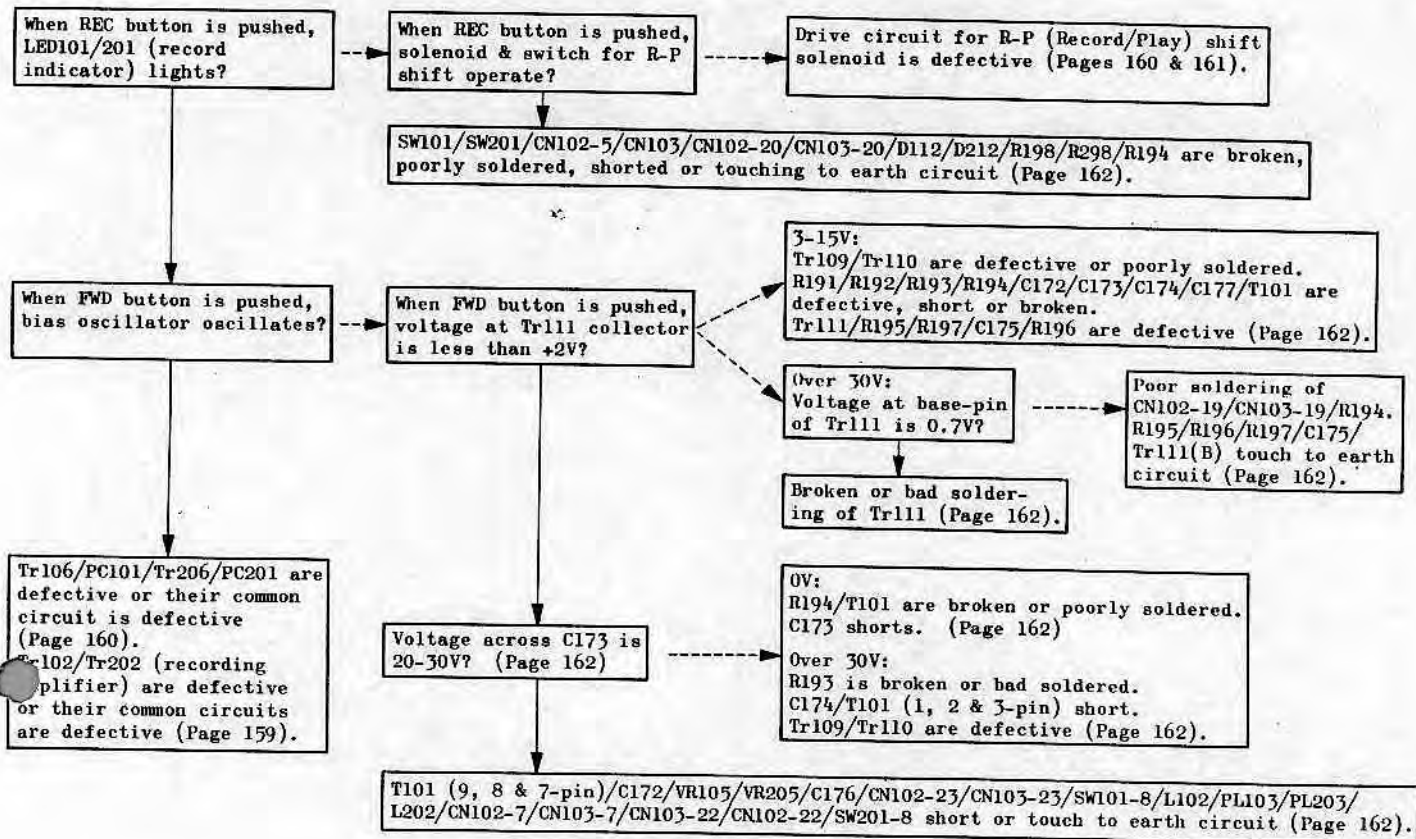 When REC button is pushed,
LED101/201 (record
indicator) lights?
When REC button is pushed,
solenoid & switch for R-P
shift operate?
Drive circuit for R-P (Record/Play) shift
solenoid is defective (Pages 160 & 161).
SW101/SW201/CN102-5/CN103/CN102-20/CN103-20/D112/D212/R198/R298/R194 are broken,
poorly soldered, shorted or touching to earth circuit (Page 162).
When FWD button is pushed,
bias oscillator oscillates?
When FWD button is pushed,
voltage at Tr111 collector
is less than +2V?
3-15V:
Tr109/Tr110 are defective or poorly soldered.
R191/R192/R193/R194/C172/C173/C174/C177/T101 are
defective, short or broken.
Tr111/R195/R197/C175/R196 are defective (Page 162).
Over 30V:
Voltage at base-pin
of Tr111 is 0.7V?
Poor soldering of
CN102-19/CN103-19/R194.
R195/R196/R197/C175/
Tr111(B) touch to earth
circuit (Page 162).
Broken or bad solder-
ing of Tr111 (Page 162).
Tr106/PC101/Tr206/PC201 are
defective or their common
circuit is defective
(Page 160).
r102/Tr202 (recording
plifier) are defective
or their common circuits
are defective (Page 159).
Voltage across C173 is
20-30V? (Page 162)
0V:
R194/T101 are broken or poorly soldered.
C173 shorts. (Page 162)
Over 30V:
R193 is broken or bad soldered.
C174/T101 (1, 2 & 3-pin) short.
Tr109/Tr110 are defective (Page 162).
T101 (9, 8 & 7-pin)/C172/VR105/VR205/C176/CN102-23/CN103-23/SW101-8/L102/PL103/PL203/
L202/CN102-7/CN103-7/CN103-22/CN102-22/SW201-8 short or touch to earth circuit (Page 162).